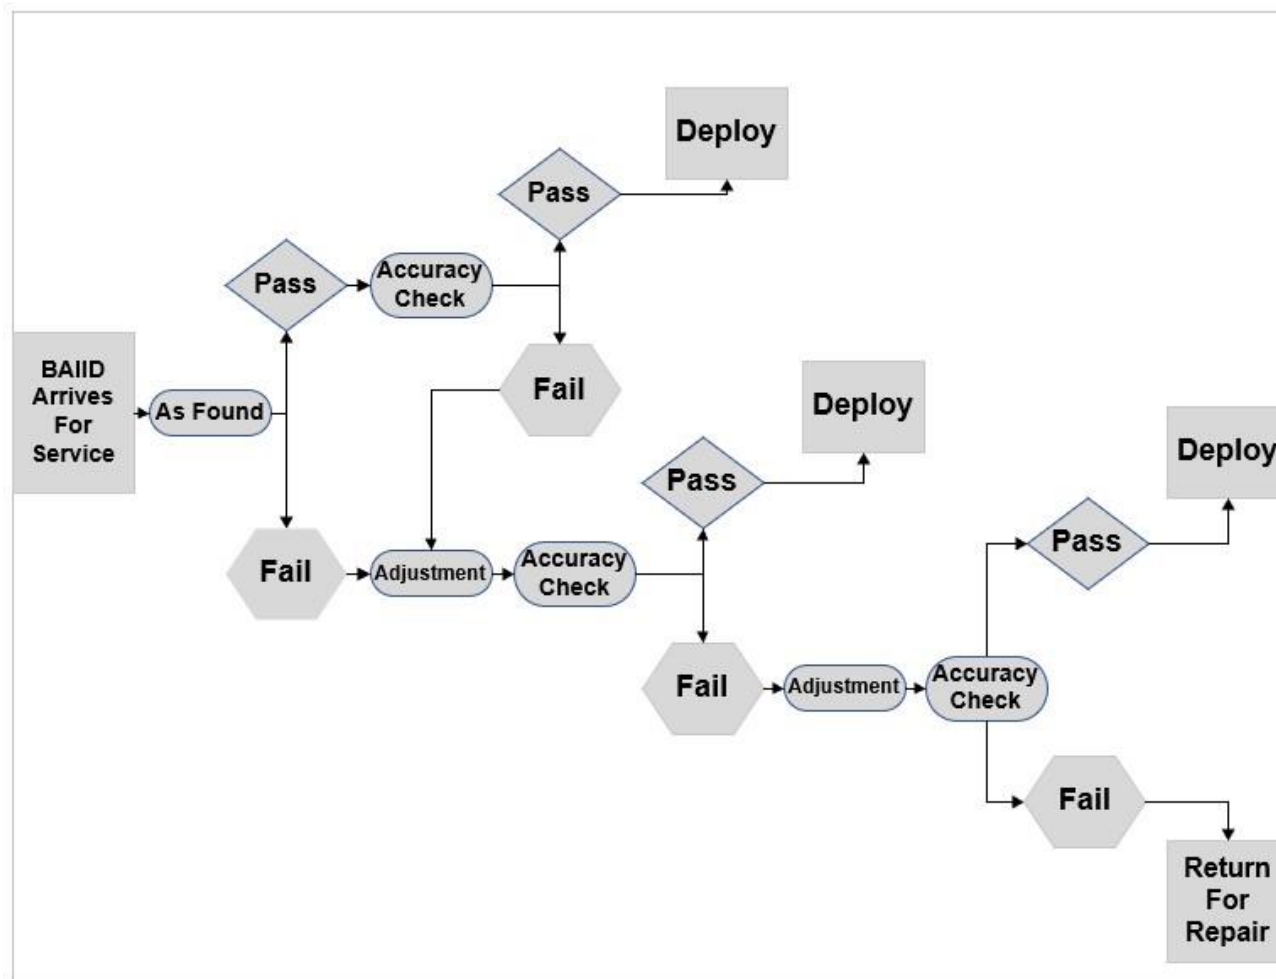 Deploy
Pass
Pass
Accuracy
Check
BAIID
Arrives
For
Service
As Found
Fail
Deploy
Pass
Deploy
Fail
Adjustment
Accuracy
Check
Pass
Fail
Adjustment
Accuracy
Check
Fail
Return
For
Repair